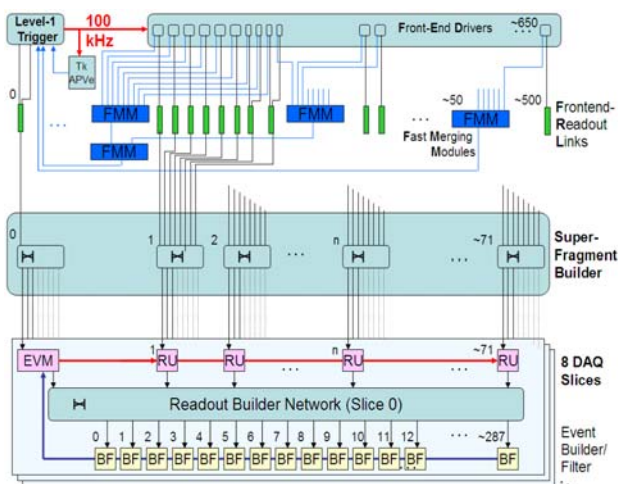 Level-1
Trigger
100
kHz
Front-End Drivers
~650
Tk
APVe
0
FMM
FMM
FMM
FMM
~50
~500
Fast Merging
Modules
Frontend-
Readout
Links
0
1
2
n
~71
Super-
Fragment
Builder
EVM
1
RU
RU
n
RU
~71
RU
8 DAQ
Slices
Readout Builder Network (Slice 0)
0 1 2 3 4 5 6 7 8 9 10 11 12 ~287
BF BF BF BF BF BF BF BF BF BF BF BF BF BF
Event
Builder/
Filter